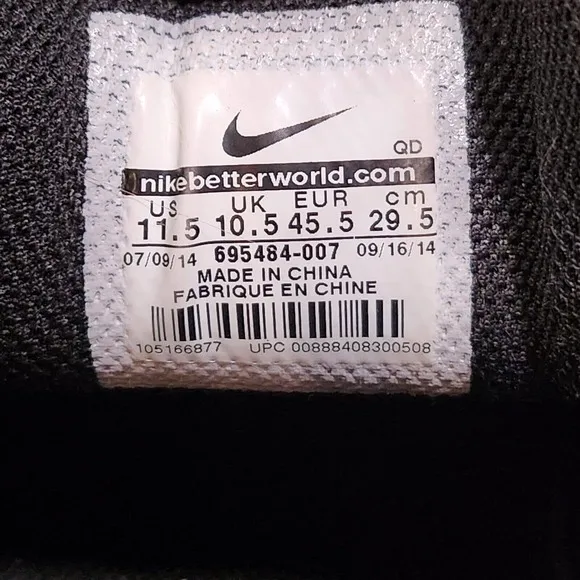 QD
nikebetterworld.com
US UK EUR cm
11.5 10.5 45.5 29.5
07/09/14 695484-007 09/16/14
MADE IN CHINA
FABRIQUE EN CHINE
105166877 UPC 00888408300508